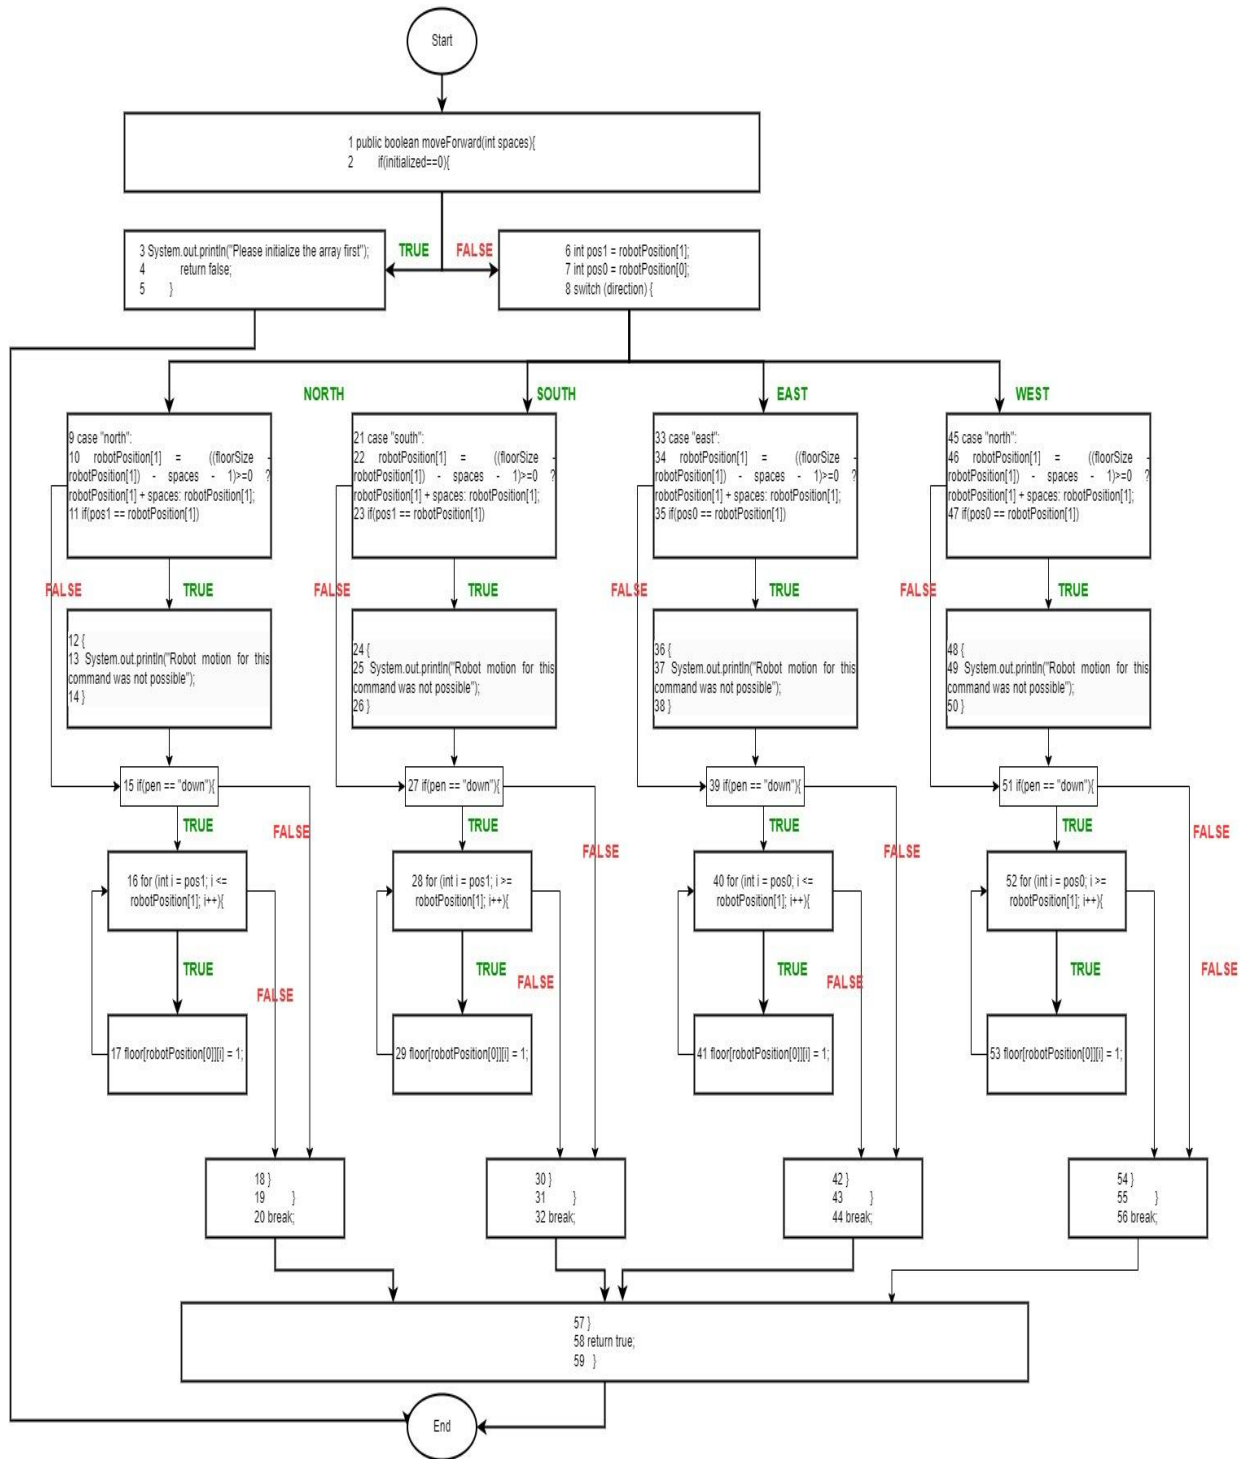 Start
1 public boolean moveForward(int spaces){
2 if(initialized==0){
3 System.out.println("Please initialize the array first");
4 return false;
5 }
TRUE
FALSE
6 int pos1 = robotPosition[1];
7 int pos0 = robotPosition[0];
8 switch (direction) {
NORTH
SOUTH
EAST
WEST
9 case "north":
10 robotPosition[1] = ((floorSize -
robotPosition[1]) - spaces - 1)>=0 ?
robotPosition[1] + spaces: robotPosition[1];
11 if(pos1 == robotPosition[1])
21 case "south":
22 robotPosition[1] = ((floorSize -
robotPosition[1]) - spaces - 1)>=0 ?
robotPosition[1] + spaces: robotPosition[1];
23 if(pos1 == robotPosition[1])
33 case "east":
34 robotPosition[1] = ((floorSize -
robotPosition[1]) - spaces - 1)>=0 ?
robotPosition[1] + spaces: robotPosition[1];
35 if(pos0 == robotPosition[1])
45 case "north":
46 robotPosition[1] = ((floorSize -
robotPosition[1]) - spaces - 1)>=0 ?
robotPosition[1] + spaces: robotPosition[1];
47 if(pos0 == robotPosition[1])
FALSE
TRUE
FALSE
TRUE
FALSE
TRUE
FALSE
TRUE
12 {
13 System.out.println("Robot motion for this
command was not possible");
14 }
24 {
25 System.out.println("Robot motion for this
command was not possible");
26 }
36 {
37 System.out.println("Robot motion for this
command was not possible");
38 }
48 {
49 System.out.println("Robot motion for this
command was not possible");
50 }
15 if(pen == "down"){
27 if(pen == "down"){
39 if(pen == "down"){
51 if(pen == "down"){
TRUE
FALSE
TRUE
FALSE
TRUE
FALSE
TRUE
FALSE
16 for (int i = pos1; i <=
robotPosition[1]; i++){
28 for (int i = pos1; i >=
robotPosition[1]; i++){
40 for (int i = pos0; i <=
robotPosition[1]; i++){
52 for (int i = pos0; i >=
robotPosition[1]; i++){
TRUE
FALSE
TRUE
FALSE
TRUE
FALSE
TRUE
FALSE
17 floor[robotPosition[0]][i] = 1;
29 floor[robotPosition[0]][i] = 1;
41 floor[robotPosition[0]][i] = 1;
53 floor[robotPosition[0]][i] = 1;
18 }
19 }
20 break;
30 }
31 }
32 break;
42 }
43 }
44 break;
54 }
55 }
56 break;
57 }
58 return true;
59 }
End